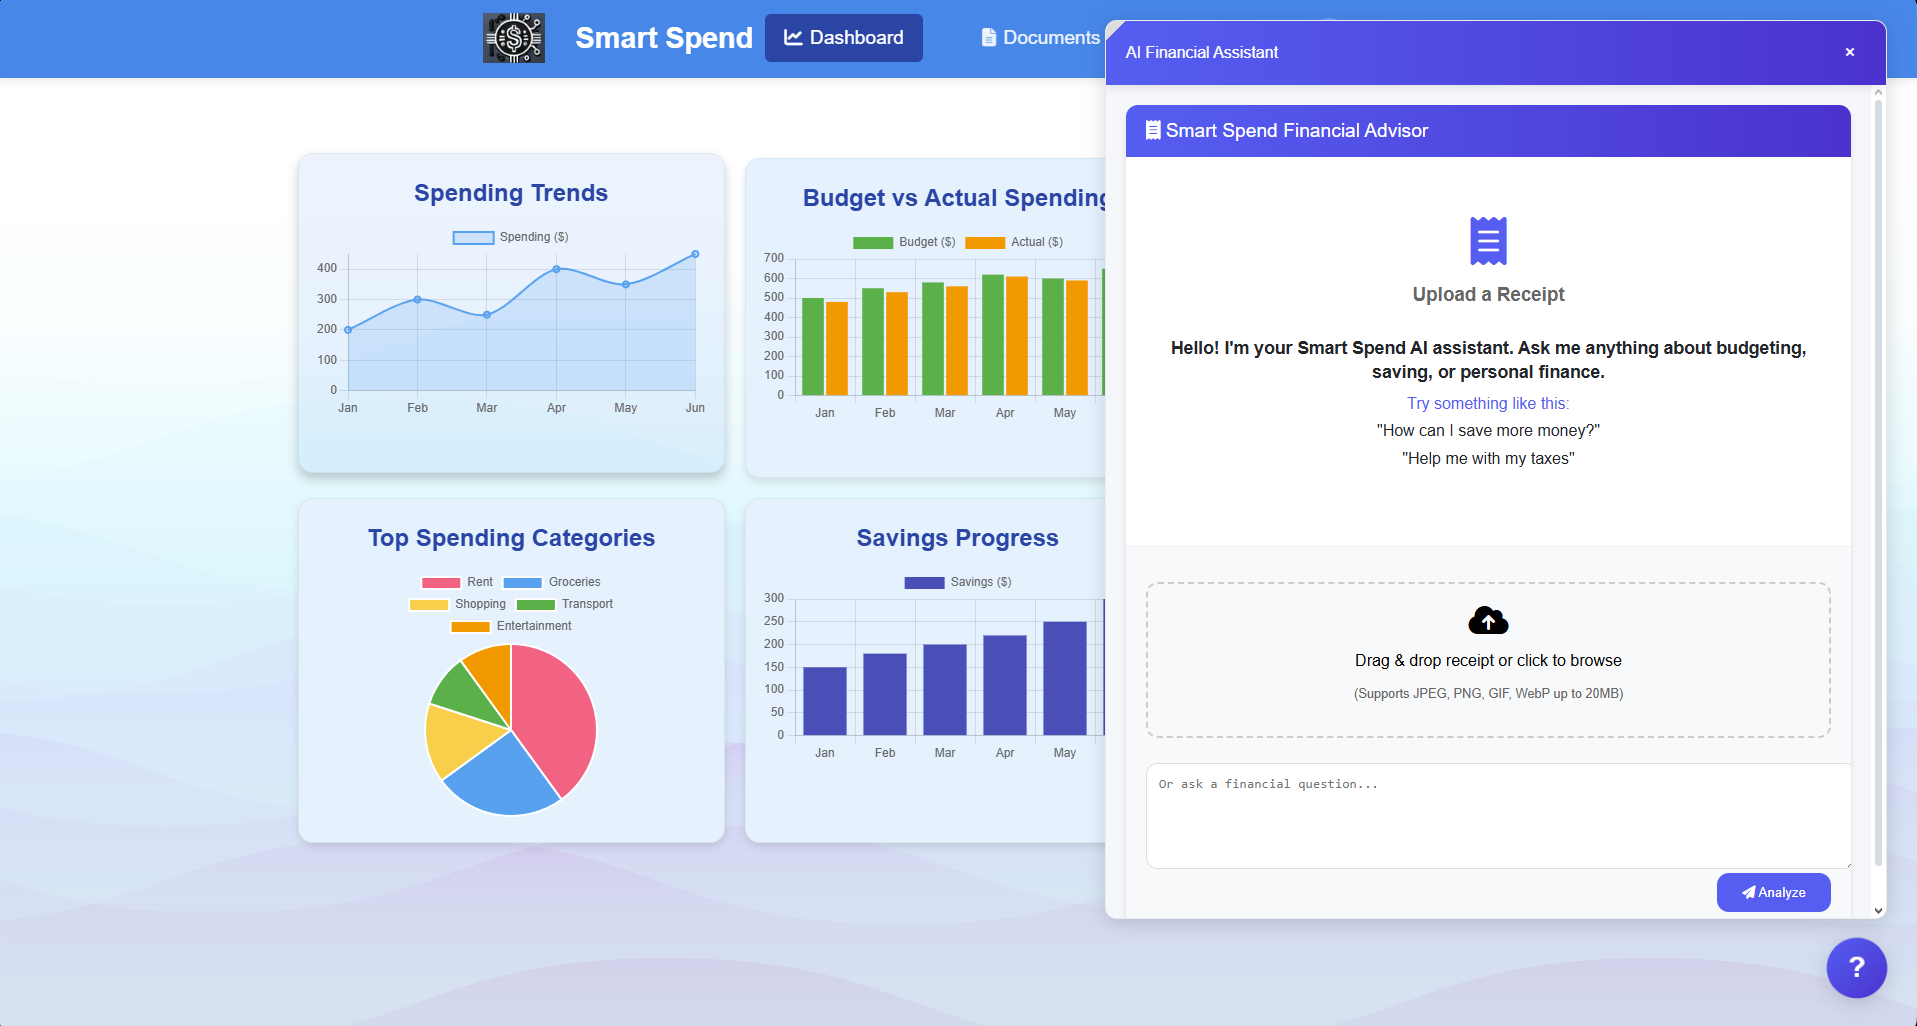 Smart Spend
Dashboard
Documents
AI Financial Assistant
×
Smart Spend Financial Advisor
Upload a Receipt
Hello! I'm your Smart Spend AI assistant. Ask me anything about budgeting,
saving, or personal finance.
Try something like this:
"How can I save more money?"
"Help me with my taxes"
Drag & drop receipt or click to browse
(Supports JPEG, PNG, GIF, WebP up to 20MB)
Or ask a financial question...
Analyze
?
Spending Trends
Spending ($)
400
300
200
100
0
Jan Feb Mar Apr May Jun
Budget vs Actual Spending
Budget ($) Actual ($)
700
600
500
400
300
200
100
0
Jan Feb Mar Apr May
Top Spending Categories
Rent Groceries
Shopping Transport
Entertainment
Savings Progress
Savings ($)
300
250
200
150
100
50
0
Jan Feb Mar Apr May